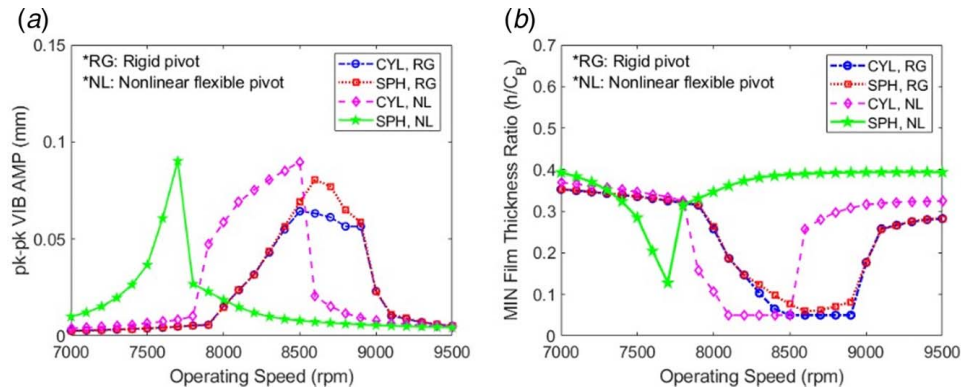 (a)
pk-pk VIB AMP (mm)
0.15
0.1
0.05
0
*RG: Rigid pivot
*NL: Nonlinear flexible pivot
CYL, RG
SPH, RG
CYL, NL
SPH, NL
7000 7500 8000 8500 9000 9500
Operating Speed (rpm)
(b)
MIN Film Thickness Ratio (h/C_B)
0.7
0.6
0.5
0.4
0.3
0.2
0.1
0
*RG: Rigid pivot
*NL: Nonlinear flexible pivot
CYL, RG
SPH, RG
CYL, NL
SPH, NL
7000 7500 8000 8500 9000 9500
Operating Speed (rpm)